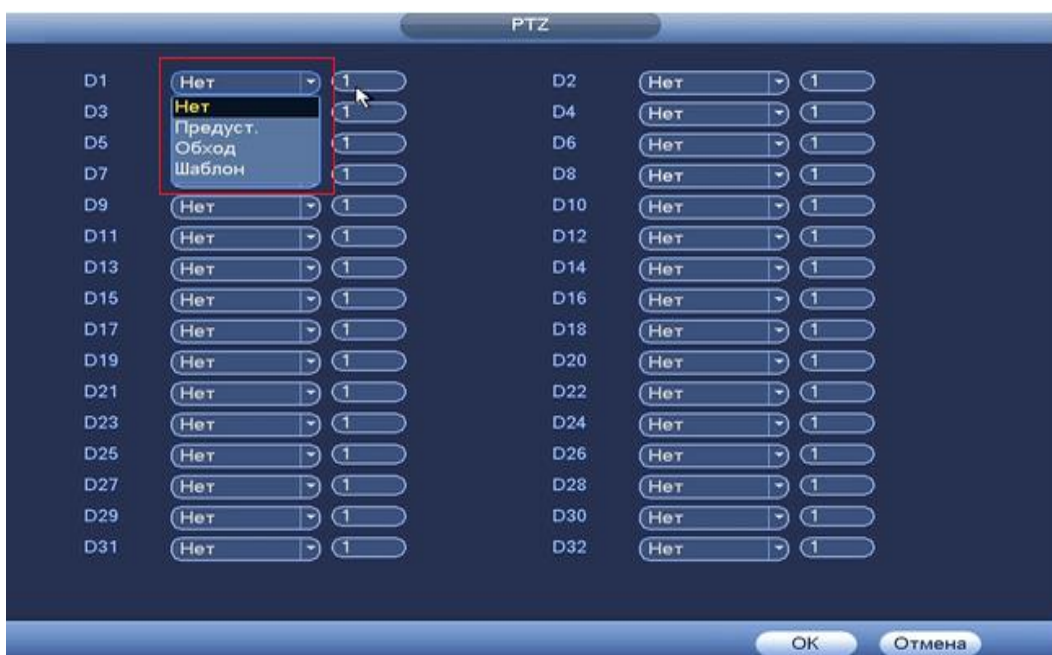 PTZ
D1 Нет 1 D2 Нет 1
Нет
D3 1 D4 Нет 1
Предуст.
D5 Обход 1 D6 Нет 1
D7 Шаблон 1 D8 Нет 1
D9 Нет 1 D10 Нет 1
D11 Нет 1 D12 Нет 1
D13 Нет 1 D14 Нет 1
D15 Нет 1 D16 Нет 1
D17 Нет 1 D18 Нет 1
D19 Нет 1 D20 Нет 1
D21 Нет 1 D22 Нет 1
D23 Нет 1 D24 Нет 1
D25 Нет 1 D26 Нет 1
D27 Нет 1 D28 Нет 1
D29 Нет 1 D30 Нет 1
D31 Нет 1 D32 Нет 1
OK Отмена